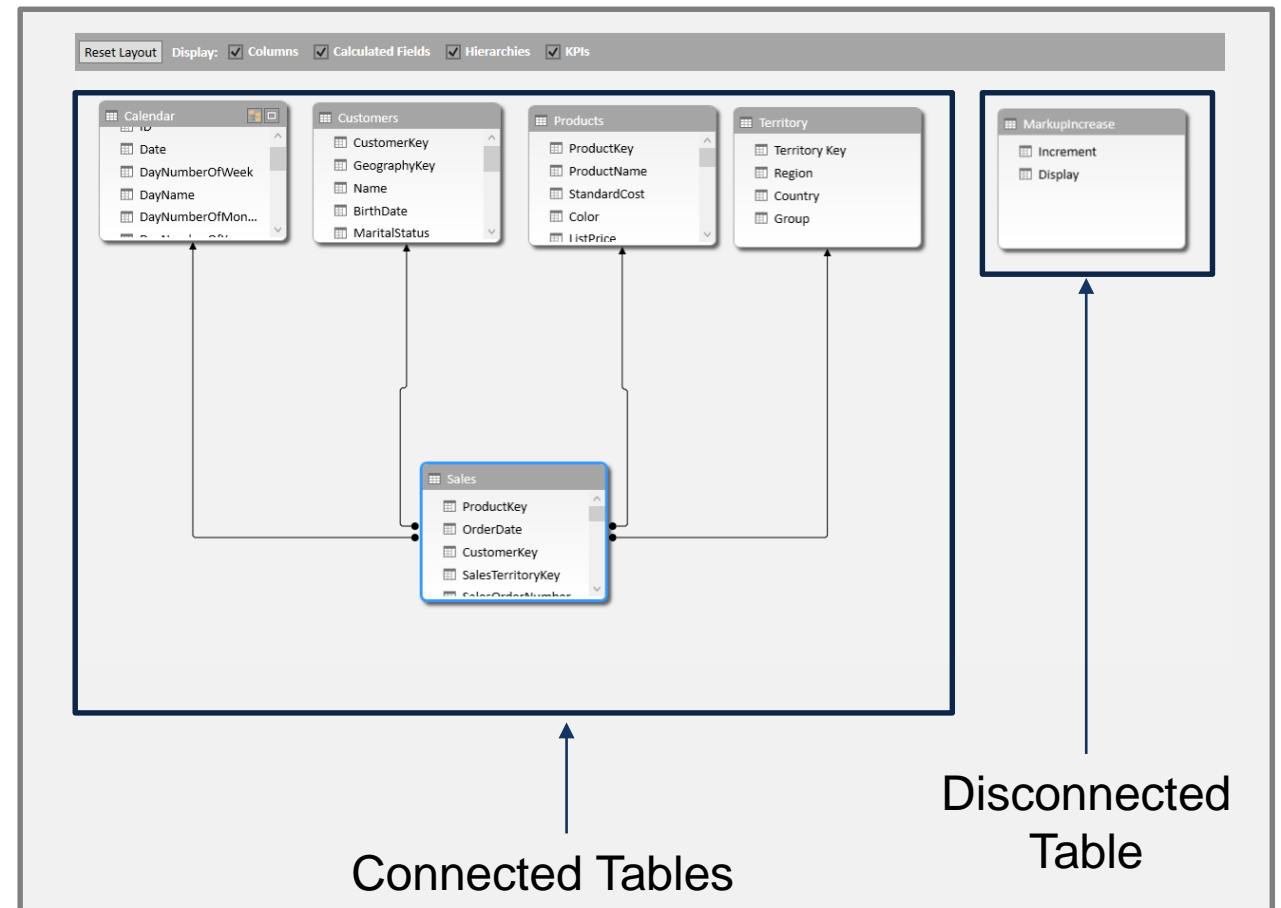 Reset Layout Display: Columns Calculated Fields Hierarchies KPIs
Calendar
ID
Date
DayNumberOfWeek
DayName
DayNumberOfMon...
Customers
CustomerKey
GeographyKey
Name
BirthDate
MaritalStatus
Products
ProductKey
ProductName
StandardCost
Color
ListPrice
Territory
Territory Key
Region
Country
Group
MarkupIncrease
Increment
Display
Sales
ProductKey
OrderDate
CustomerKey
SalesTerritoryKey
SalesOrderNumber
Disconnected
Table
Connected Tables